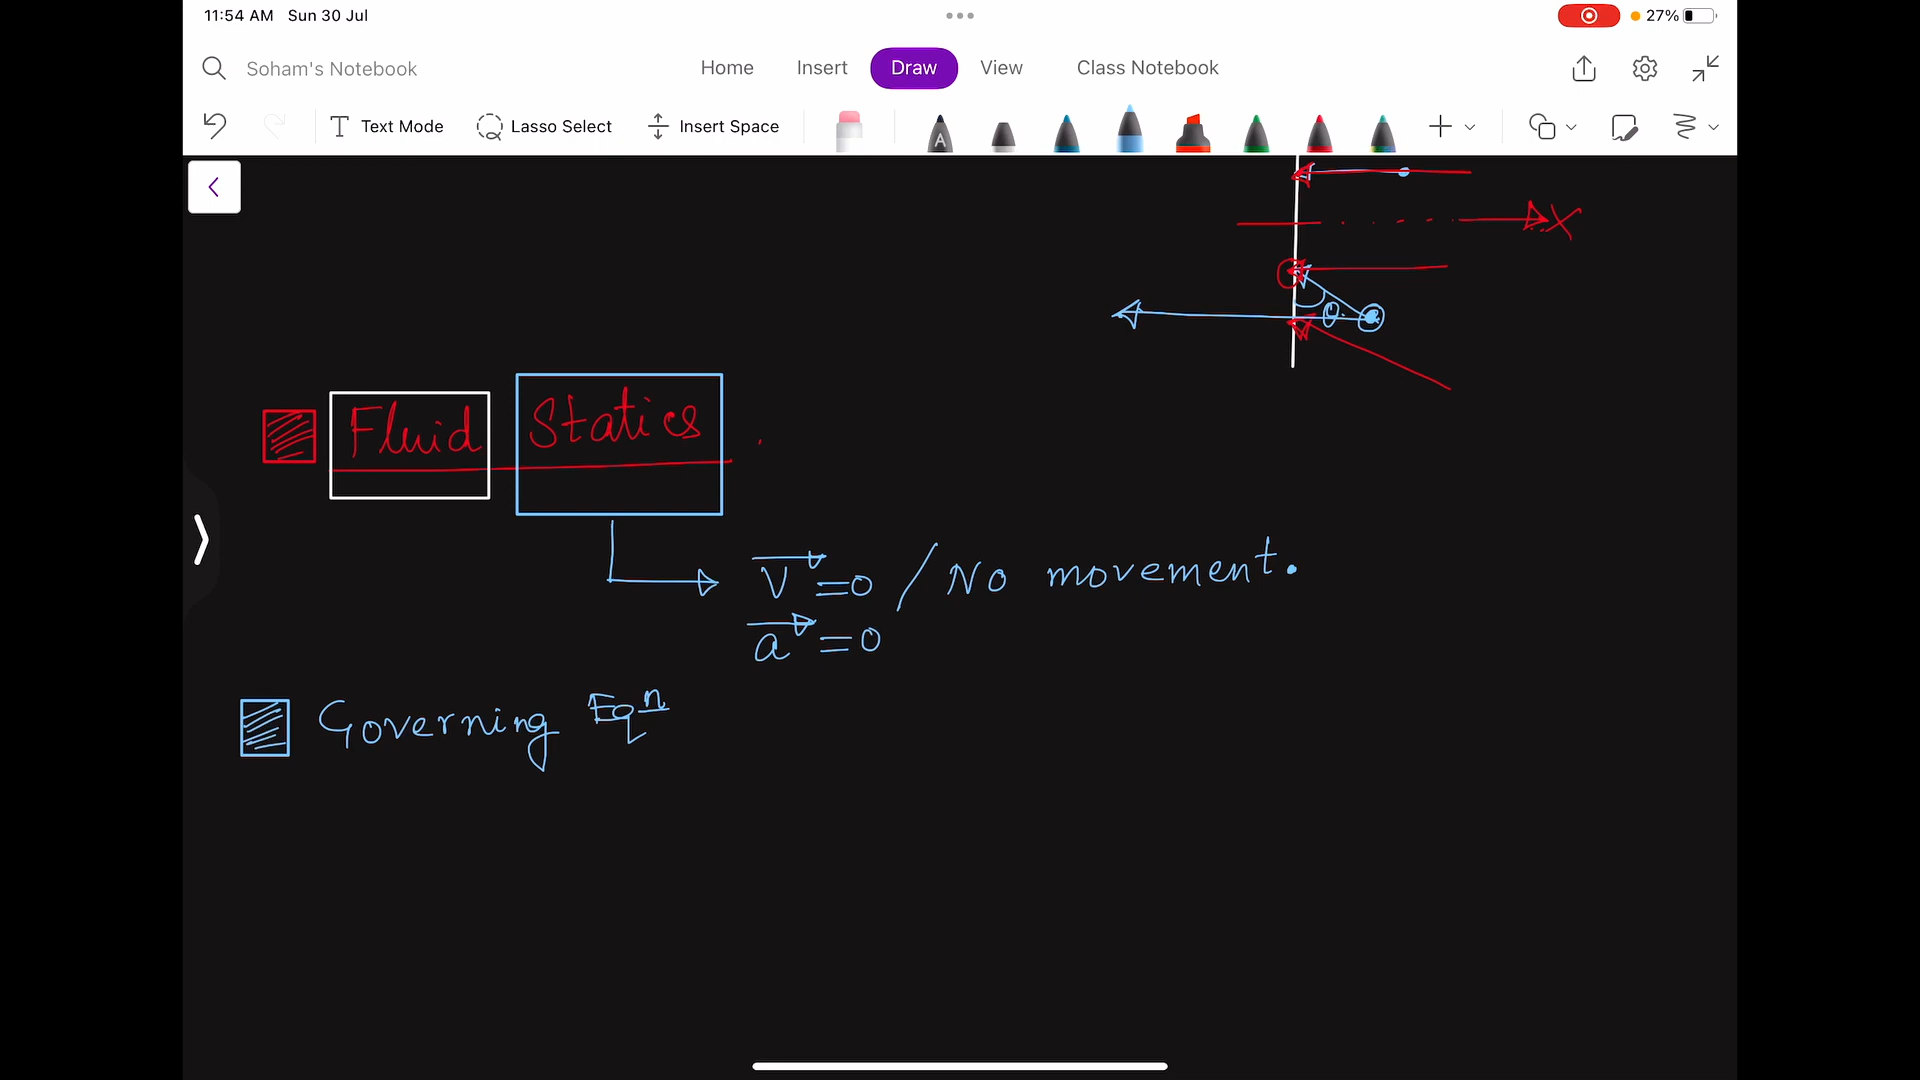 11:54 AM Sun 30 Jul
27%
Soham's Notebook
Home Insert Draw View Class Notebook
Text Mode Lasso Select Insert Space
A
X
θ
Fluid Statics
V = 0 / No movement.
a = 0
Governing Eqn